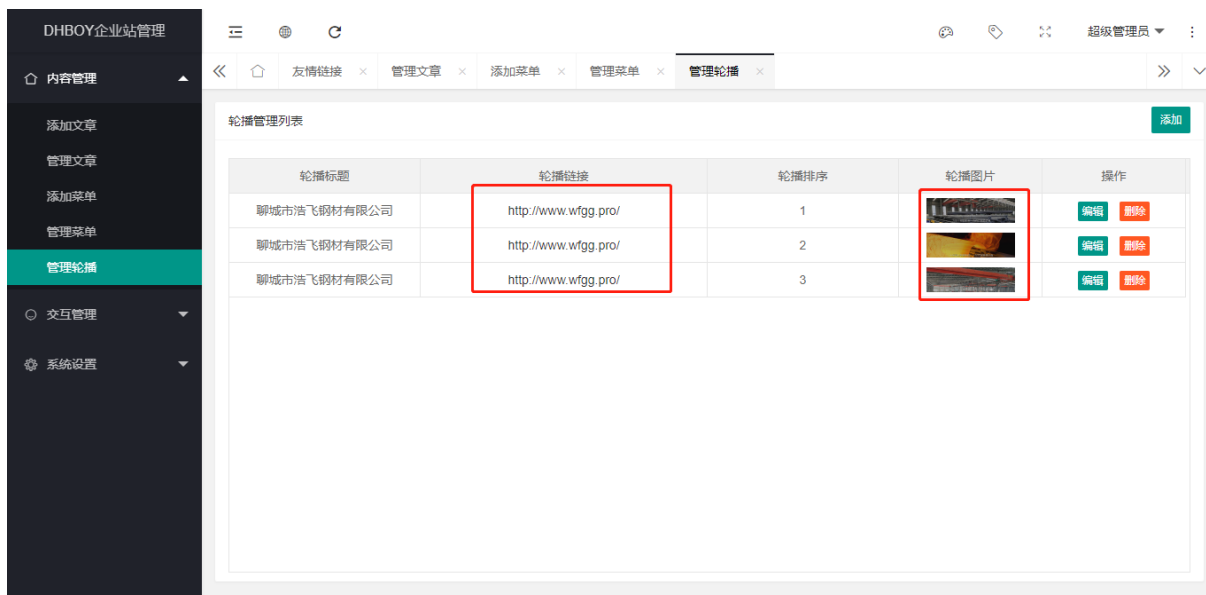 DHBOY企业站管理
超级管理员
内容管理
友情链接 管理文章 添加菜单 管理菜单 管理轮播
添加文章
管理文章
添加菜单
管理菜单
管理轮播
交互管理
系统设置
轮播管理列表 添加
轮播标题 轮播链接 轮播排序 轮播图片 操作
聊城市浩飞钢材有限公司 http://www.wfgg.pro/ 1 编辑 删除
聊城市浩飞钢材有限公司 http://www.wfgg.pro/ 2 编辑 删除
聊城市浩飞钢材有限公司 http://www.wfgg.pro/ 3 编辑 删除